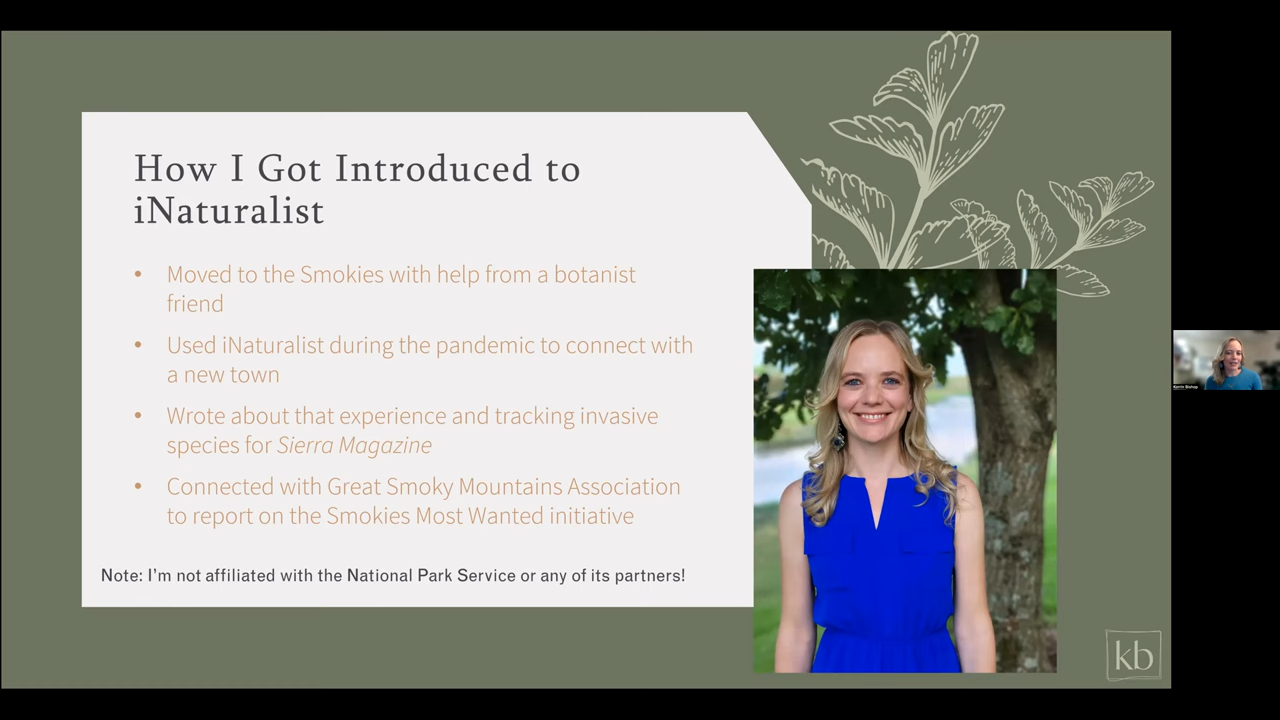 How I Got Introduced to
iNaturalist
• Moved to the Smokies with help from a botanist
friend
• Used iNaturalist during the pandemic to connect with
a new town
• Wrote about that experience and tracking invasive
species for Sierra Magazine
• Connected with Great Smoky Mountains Association
to report on the Smokies Most Wanted initiative
Note: I'm not affiliated with the National Park Service or any of its partners!
kb
Kerrin Bishop